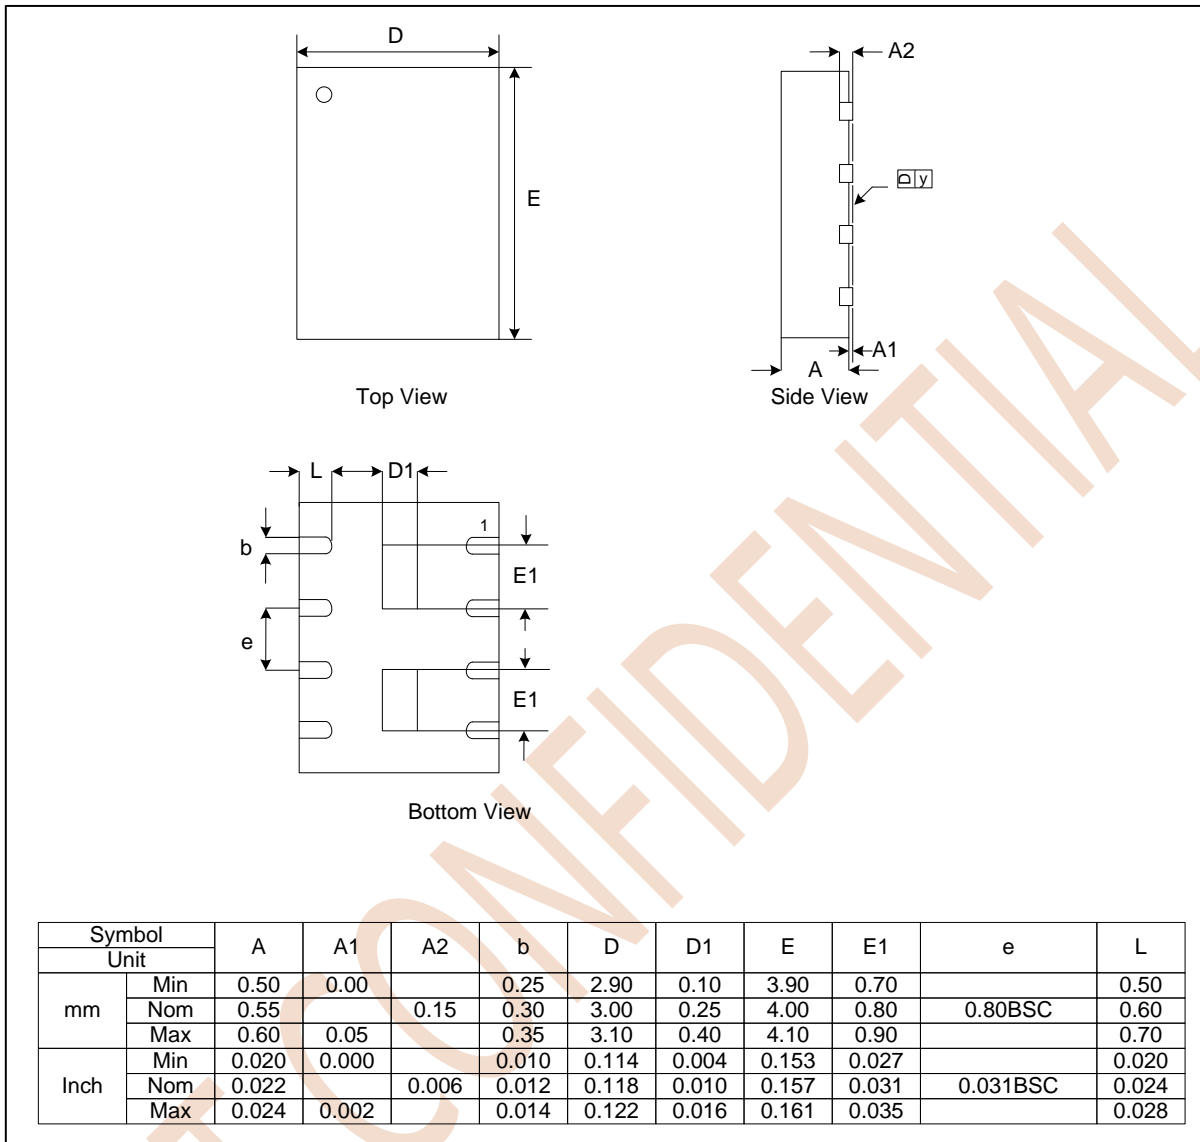 D
A2
E
D y
A1
A
Top View
Side View
L
D1
1
b
E1
e
E1
Bottom View
Symbol A A1 A2 b D D1 E E1 e L
Unit
mm Min 0.50 0.00 0.25 2.90 0.10 3.90 0.70 0.50
Nom 0.55 0.15 0.30 3.00 0.25 4.00 0.80 0.80BSC 0.60
Max 0.60 0.05 0.35 3.10 0.40 4.10 0.90 0.70
Inch Min 0.020 0.000 0.010 0.114 0.004 0.153 0.027 0.020
Nom 0.022 0.006 0.012 0.118 0.010 0.157 0.031 0.031BSC 0.024
Max 0.024 0.002 0.014 0.122 0.016 0.161 0.035 0.028
CONFIDENTIAL